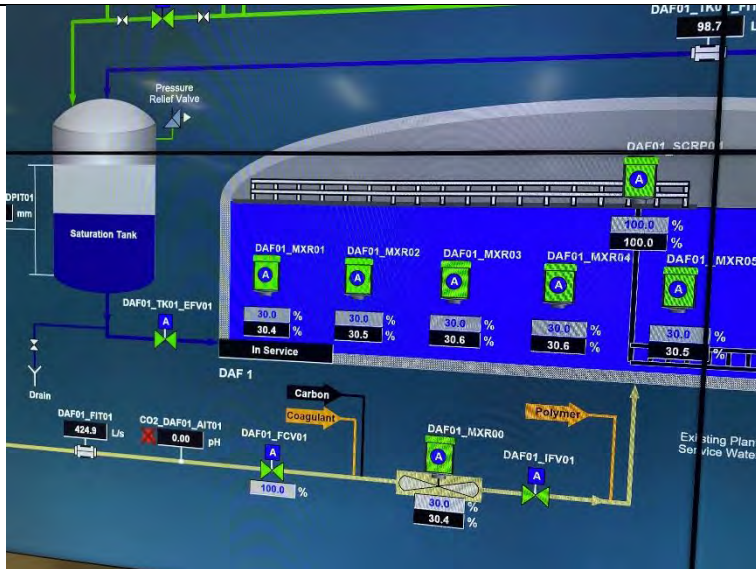 DAF01_TK01_FIT
98.7
Pressure
Relief Valve
DAF01_SCRP01
A
DPIT01
mm
100.0 %
100.0 %
Saturation Tank
DAF01_MXR01
DAF01_MXR02
DAF01_MXR03
DAF01_MXR04
DAF01_MXR05
A
A
A
A
A
30.0 %
30.4 %
30.0 %
30.5 %
30.0 %
30.6 %
30.0 %
30.6 %
30.0 %
30.5 %
DAF01_TK01_EFV01
A
In Service
DAF 1
Drain
Carbon
Coagulant
Polymer
DAF01_FIT01
424.9 L/s
CO2_DAF01_AIT01
0.00 pH
DAF01_FCV01
A
100.0 %
DAF01_MXR00
A
30.0 %
30.4 %
DAF01_IFV01
A
Existing Plan
Service Wate